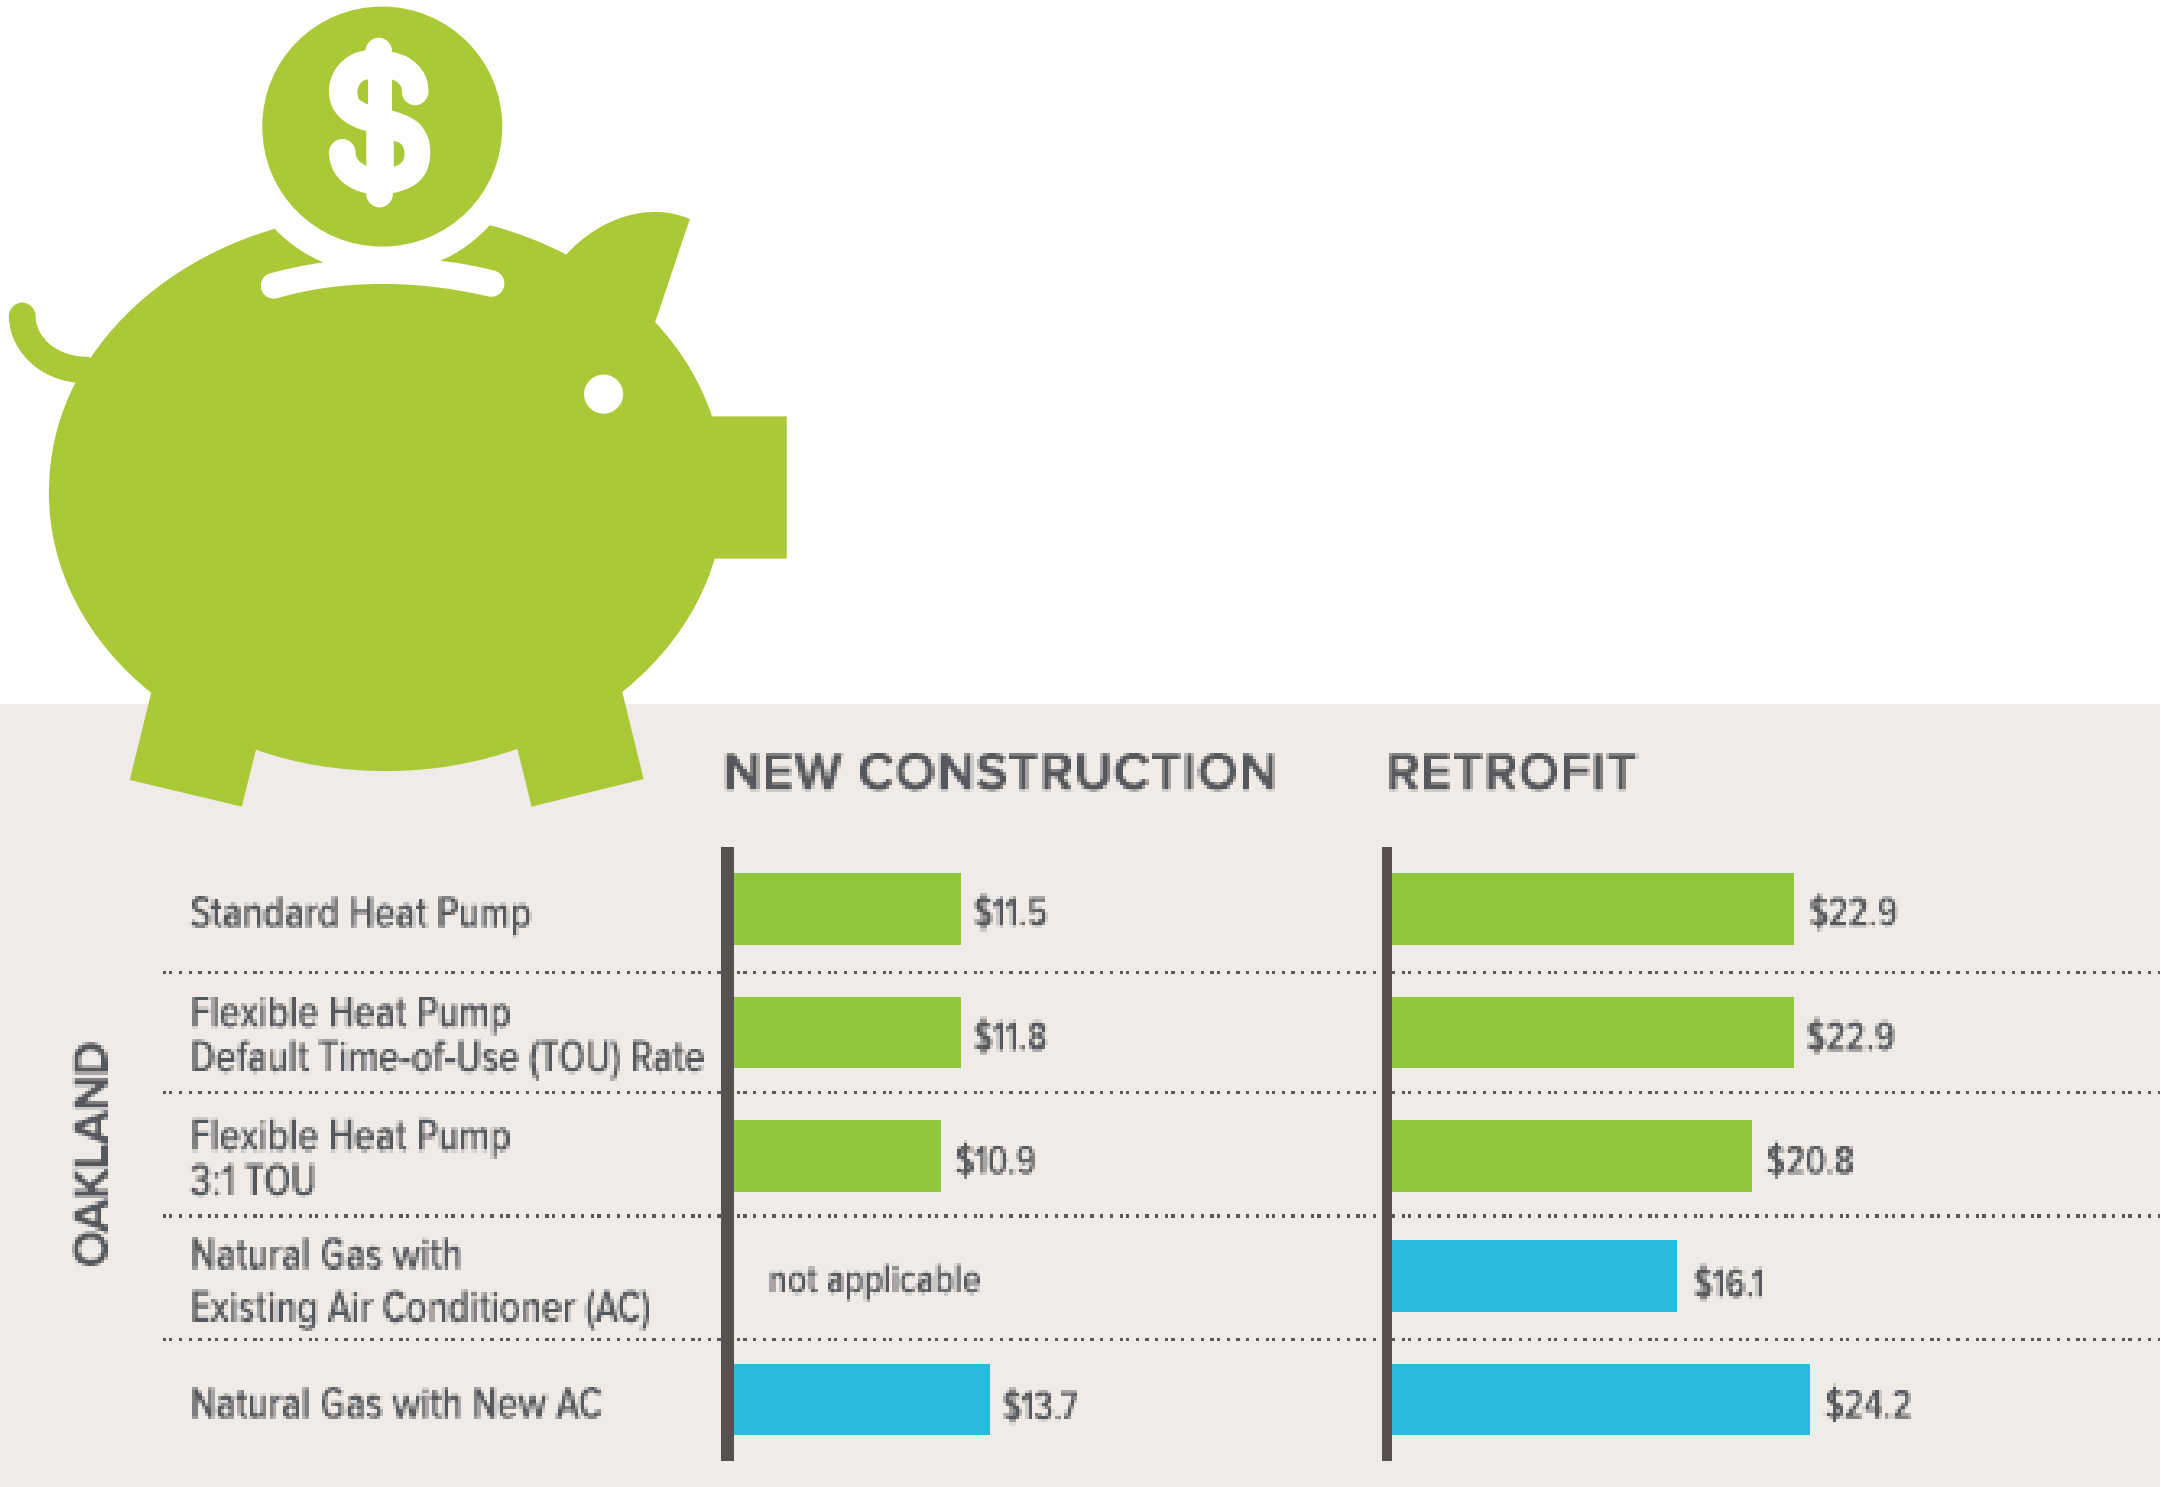 $
NEW CONSTRUCTION
RETROFIT
OAKLAND
Standard Heat Pump
$11.5
$22.9
Flexible Heat Pump
Default Time-of-Use (TOU) Rate
$11.8
$22.9
Flexible Heat Pump
3:1 TOU
$10.9
$20.8
Natural Gas with
Existing Air Conditioner (AC)
not applicable
$16.1
Natural Gas with New AC
$13.7
$24.2